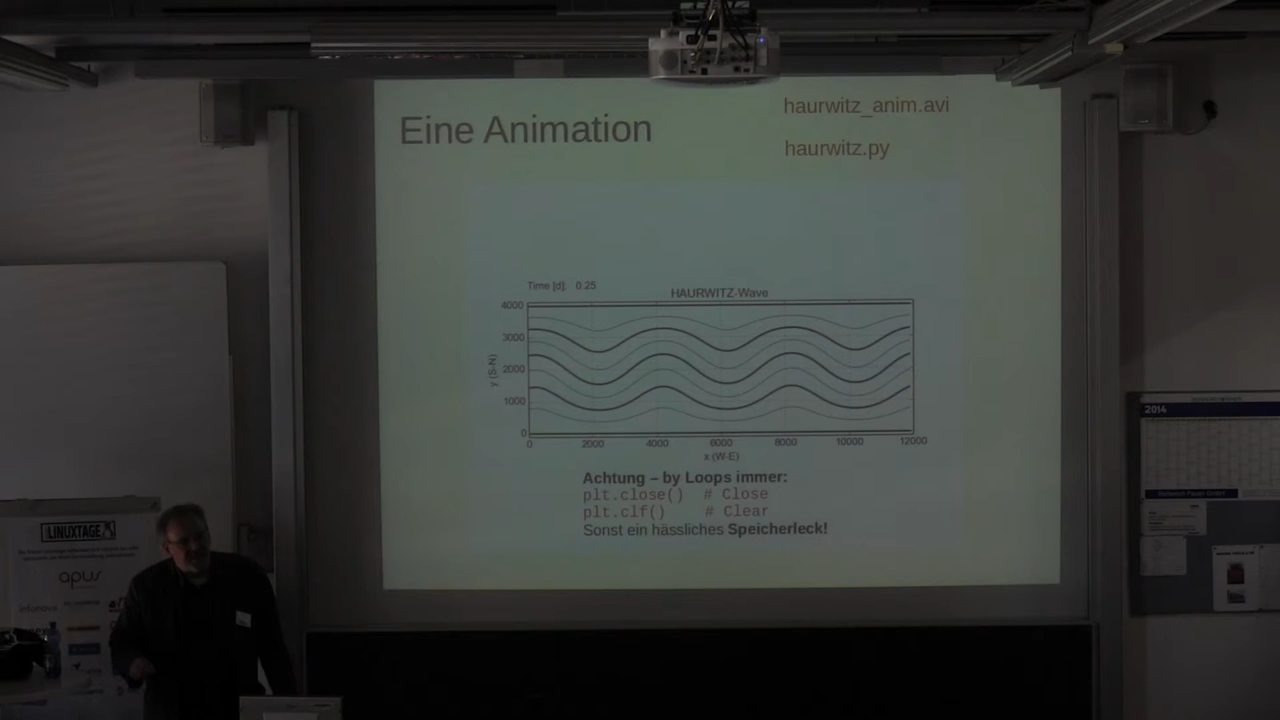 haurwitz_anim.avi
Eine Animation
haurwitz.py
Time [d]: 0.25
HAURWITZ-Wave
4000
3000
2000
1000
0
y (S-N)
0 2000 4000 6000 8000 10000 12000
x (W-E)
Achtung – by Loops immer:
plt.close() # Close
plt.clf() # Clear
Sonst ein hässliches Speicherleck!
2014
LINUXTAGE
apus